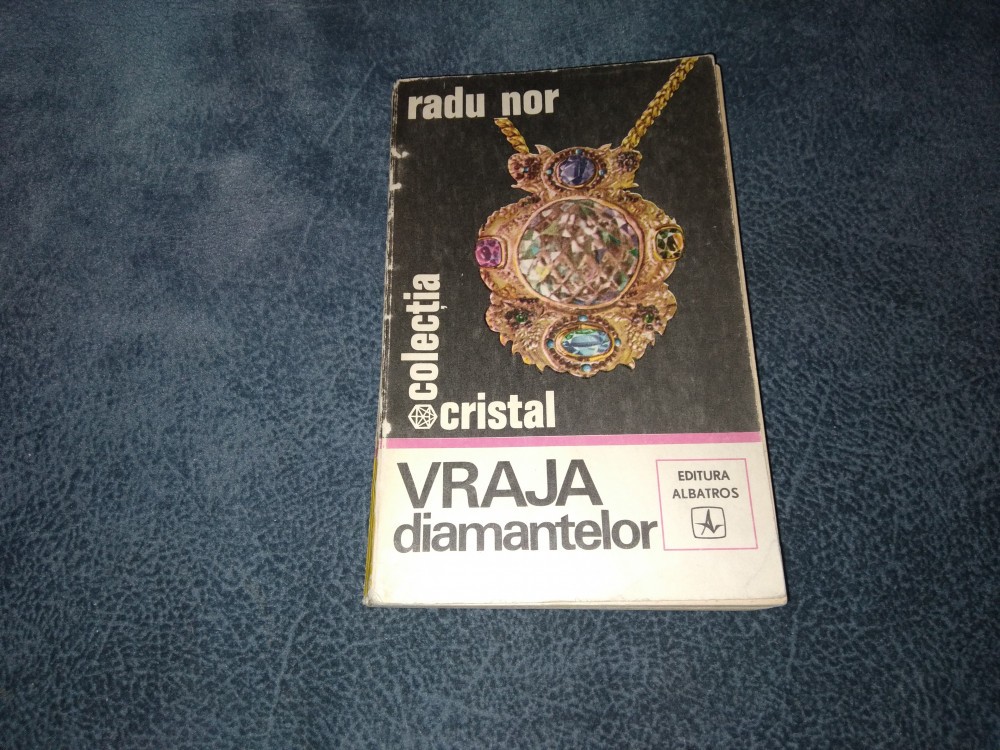 radu nor
colecția
cristal
VRAJA
diamantelor
EDITURA
ALBATROS